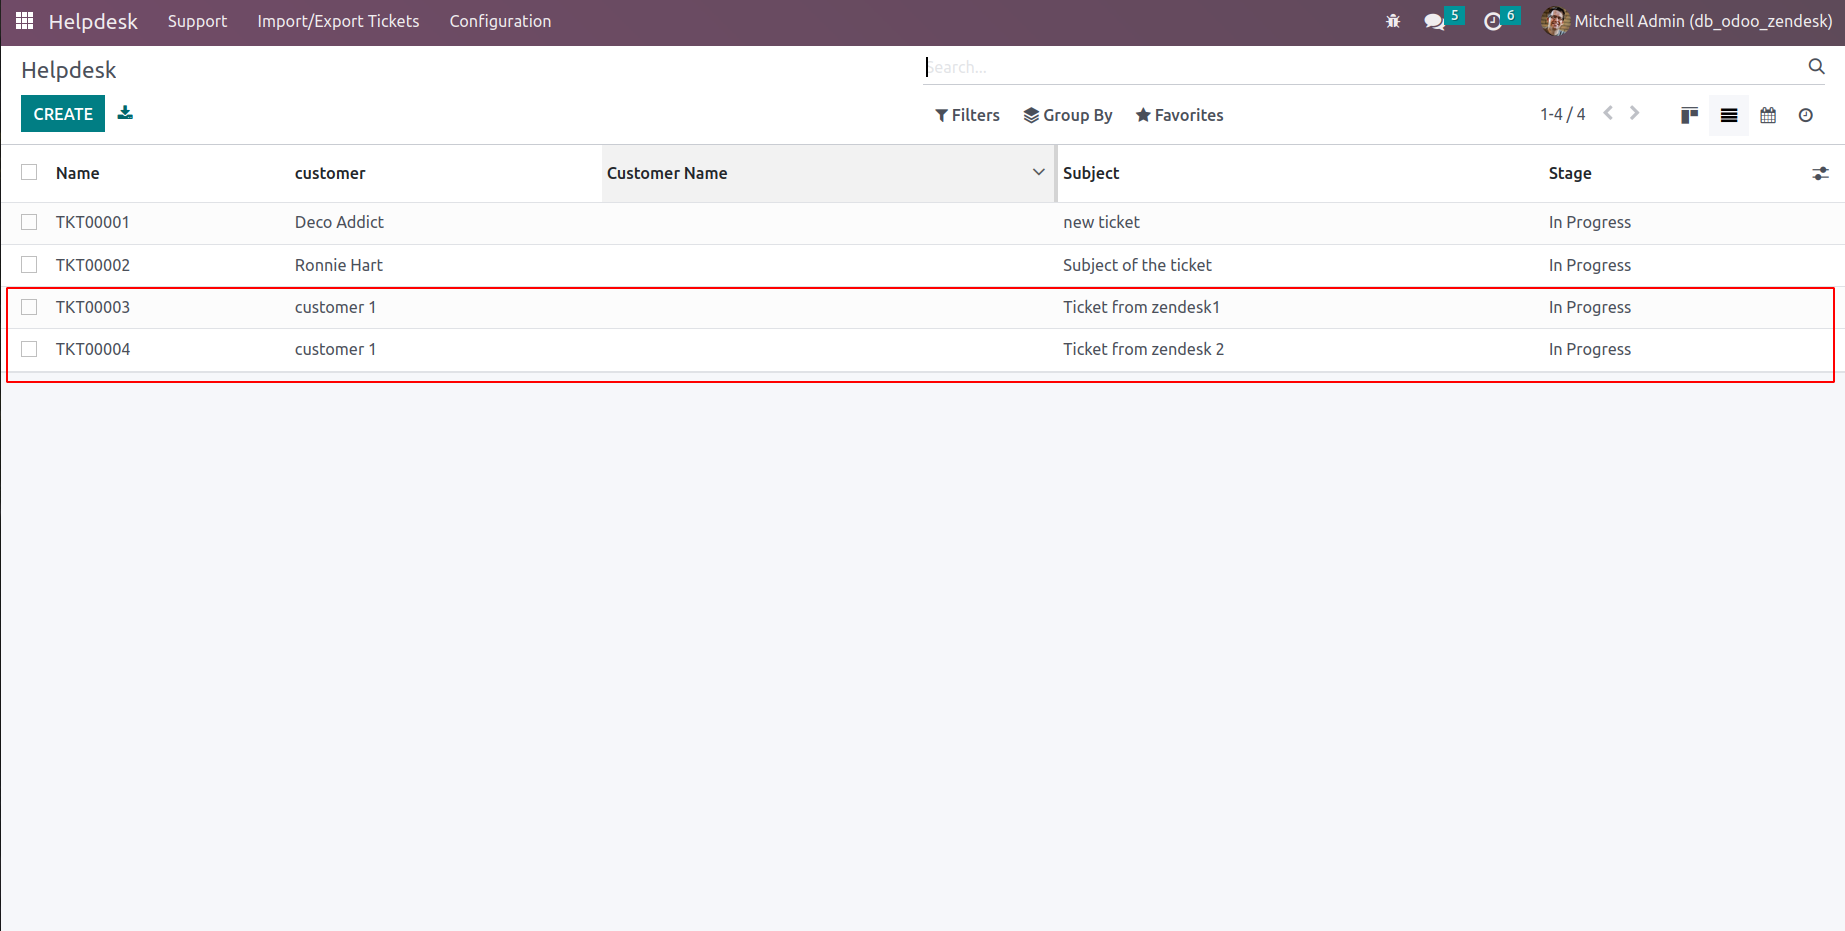 Helpdesk Support Import/Export Tickets Configuration 5 6 Mitchell Admin (db_odoo_zendesk)
Helpdesk Search...
CREATE Filters Group By Favorites 1-4 / 4
Name customer Customer Name Subject Stage
TKT00001 Deco Addict new ticket In Progress
TKT00002 Ronnie Hart Subject of the ticket In Progress
TKT00003 customer 1 Ticket from zendesk1 In Progress
TKT00004 customer 1 Ticket from zendesk 2 In Progress